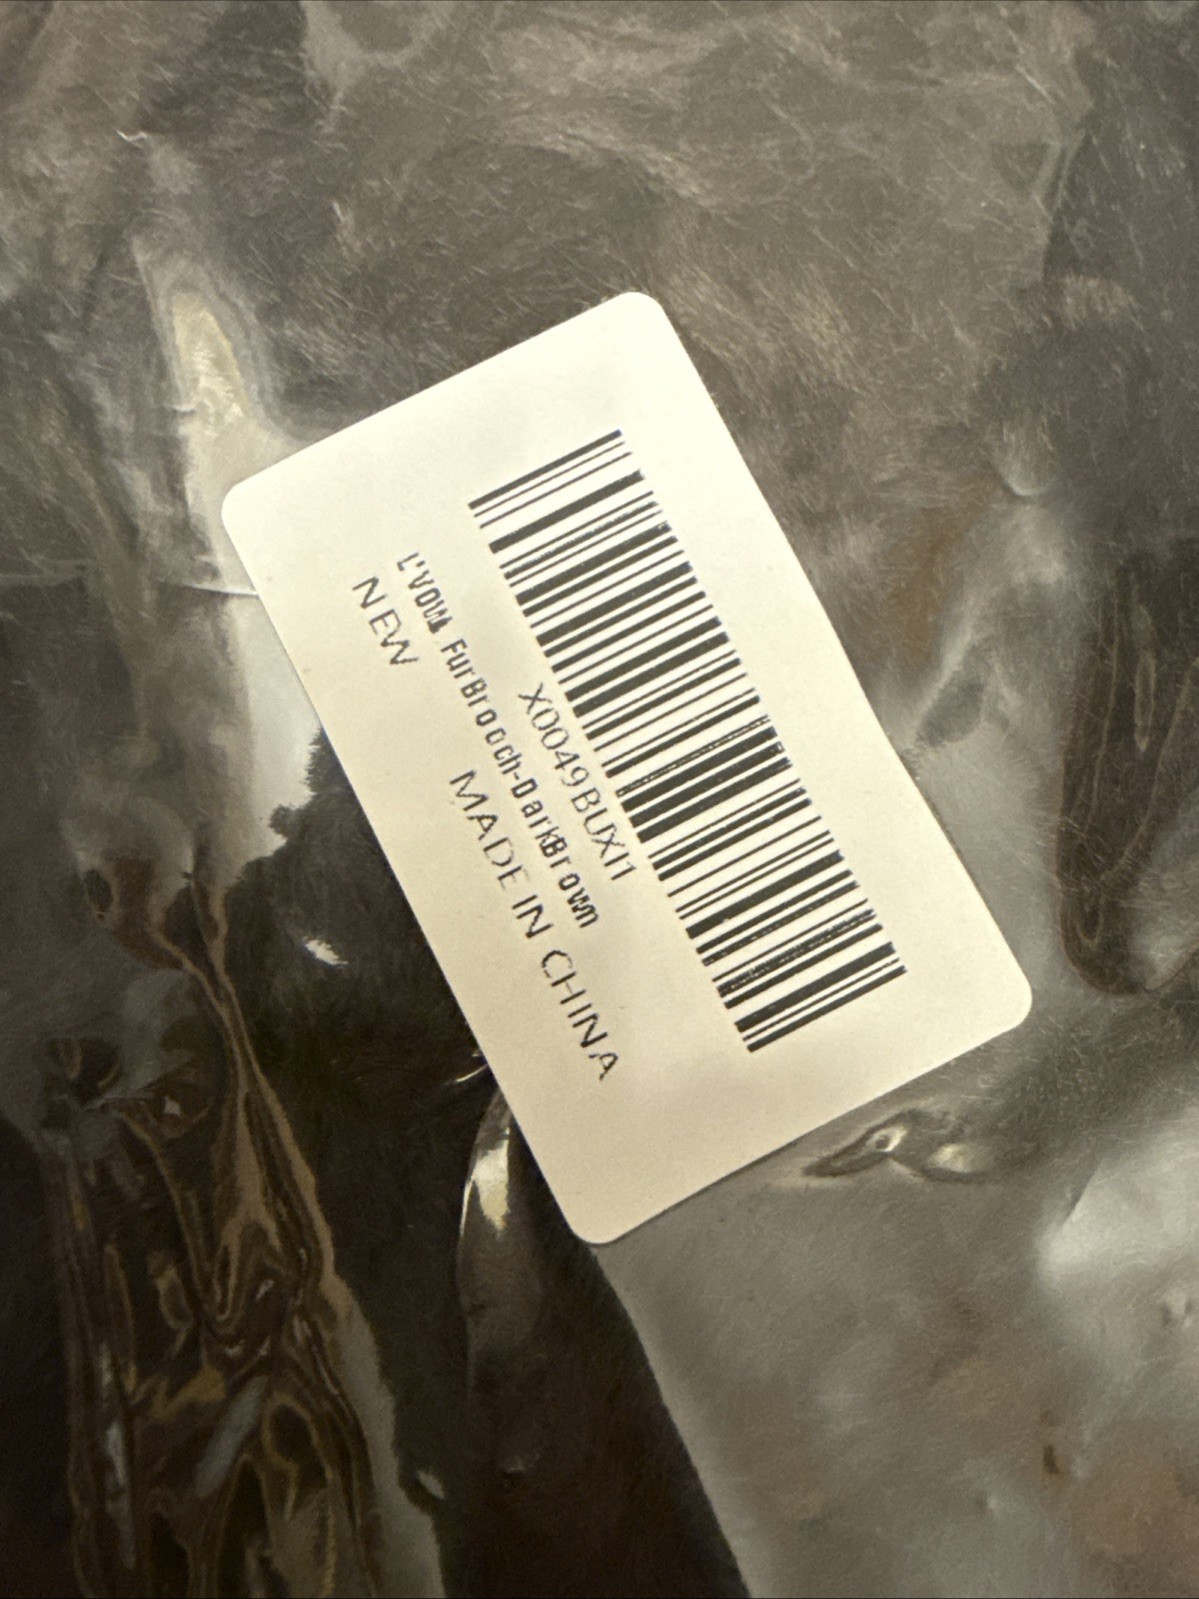 X0049BUXI1
L'vow FurBrooch-DarkBrown
NEW
MADE IN CHINA